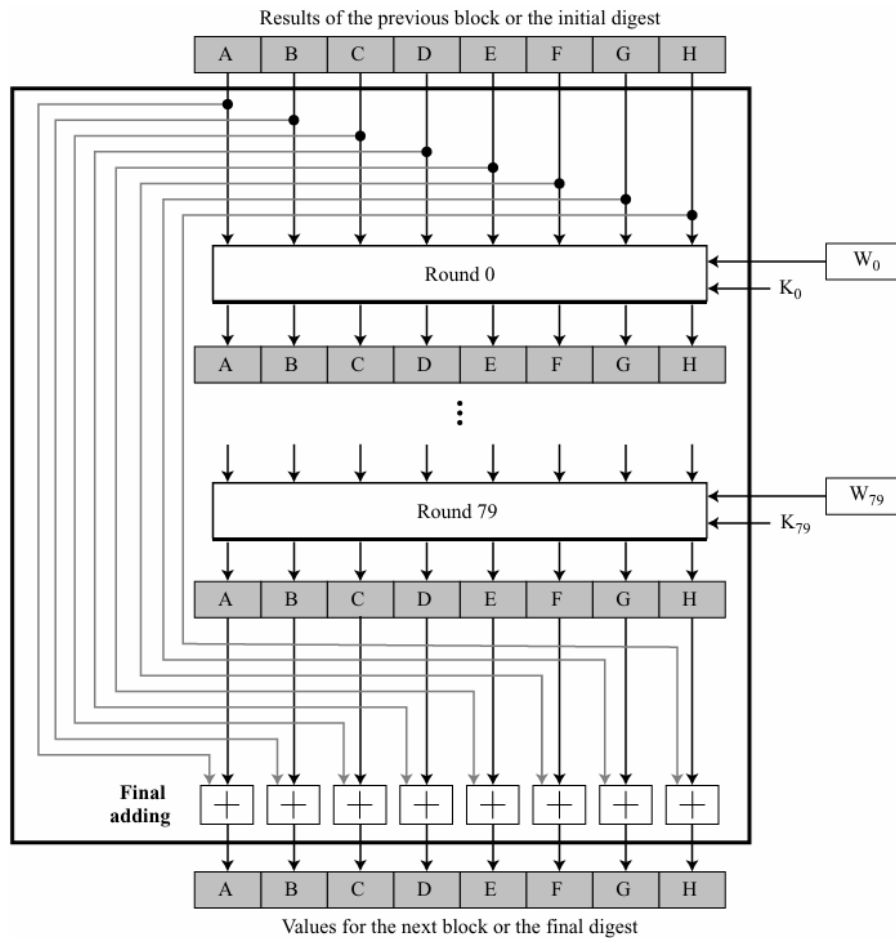 Results of the previous block or the initial digest
A B C D E F G H
Round 0
W0
K0
A B C D E F G H
Round 79
W79
K79
A B C D E F G H
Final
adding
A B C D E F G H
Values for the next block or the final digest